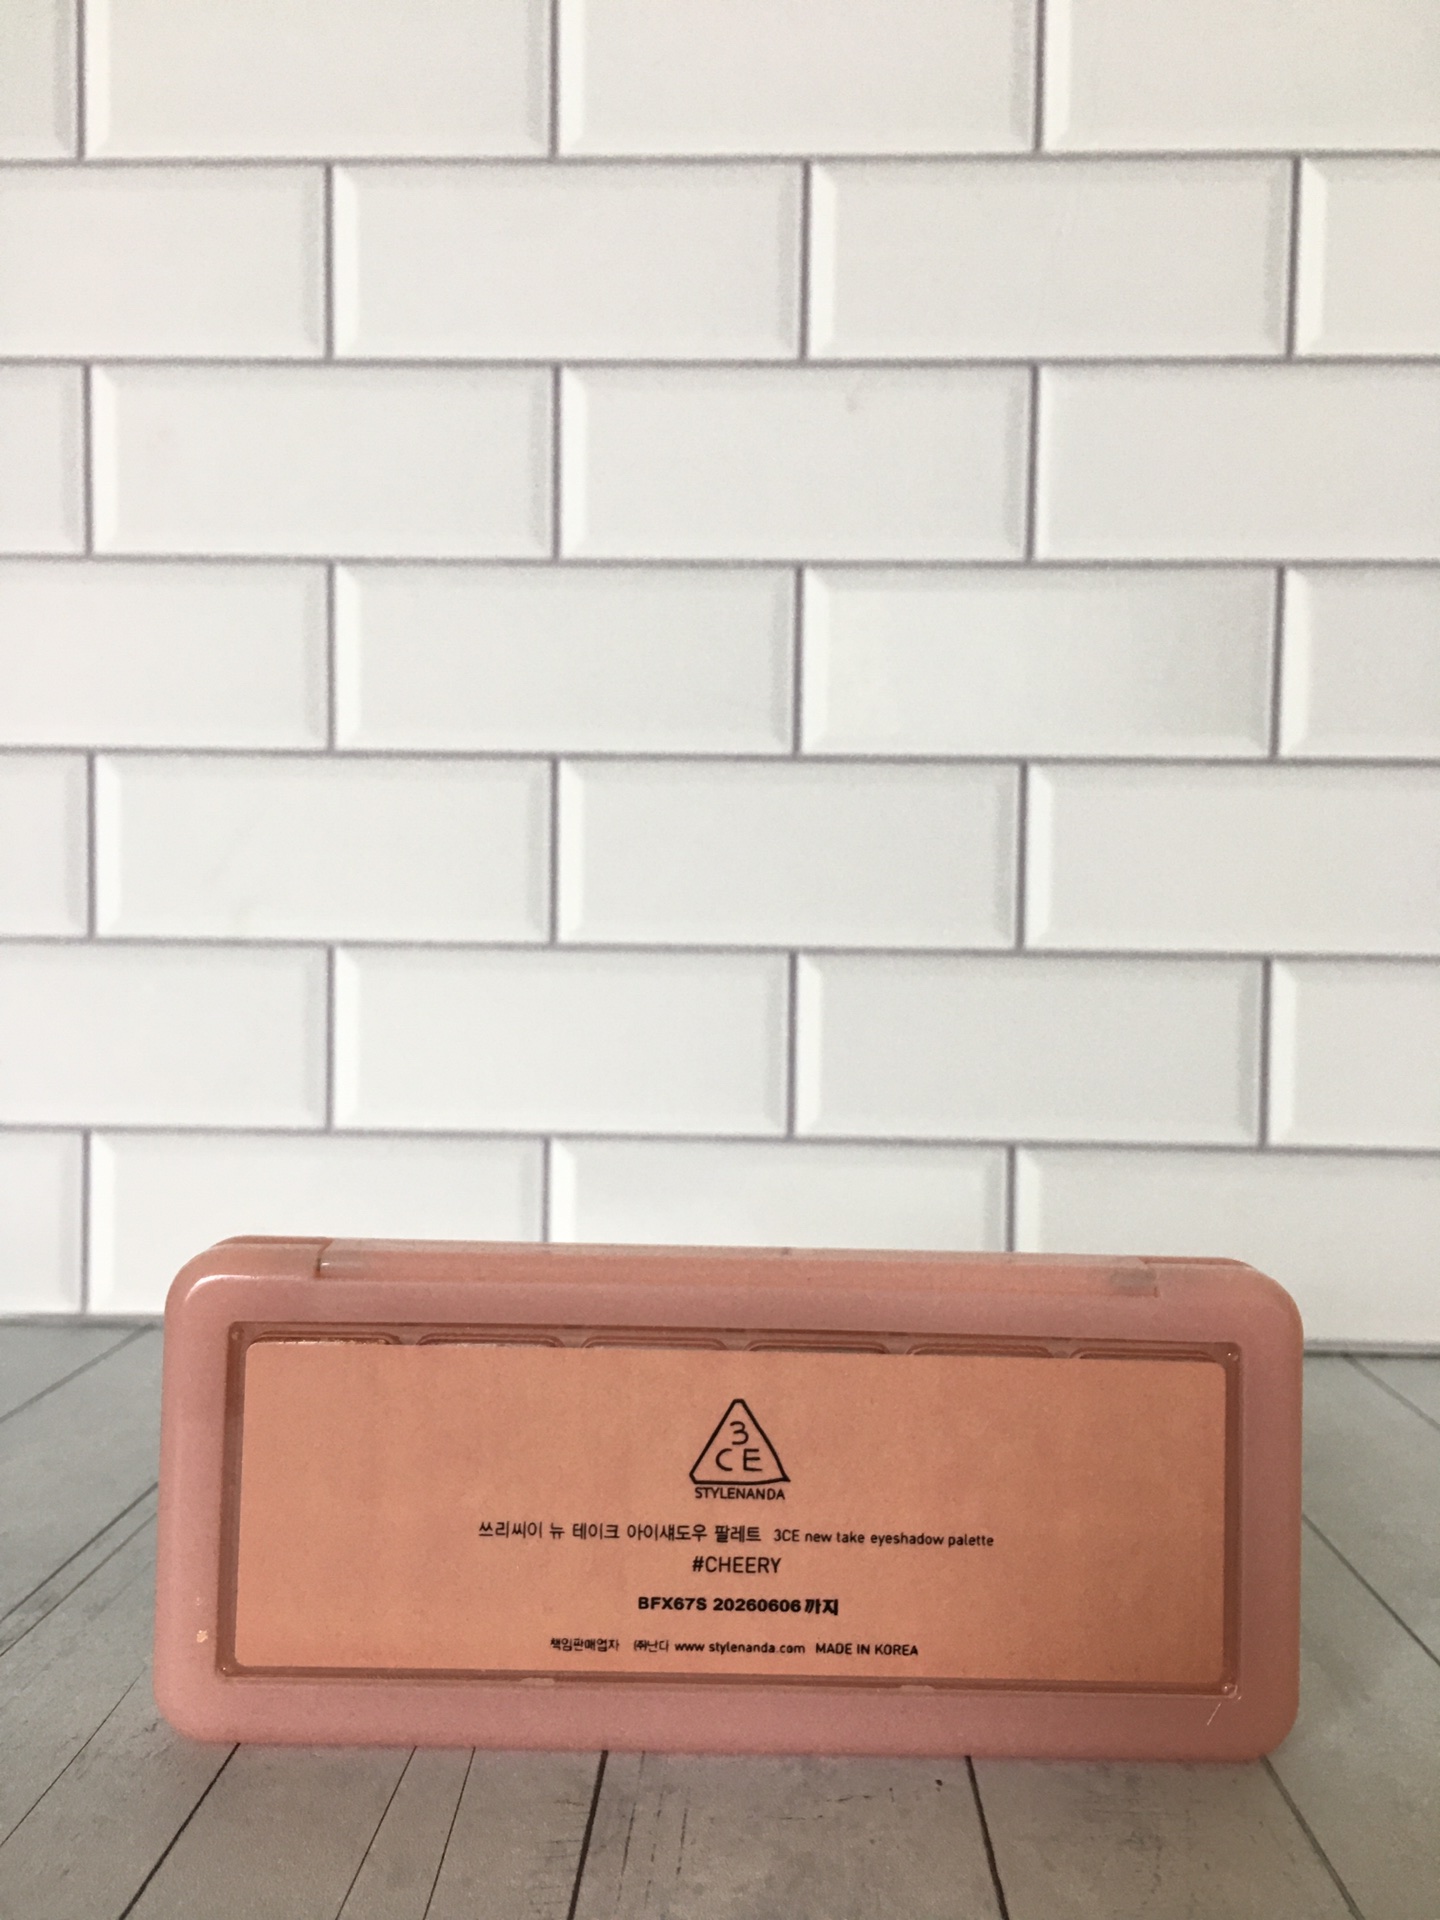 3
CE
STYLENANDA
쓰리씨이 뉴 테이크 아이섀도우 팔레트 3CE new take eyeshadow palette
#CHEERY
BFX67S 20260606까지
책임판매업자 ㈜난다 www stylenanda.com MADE IN KOREA